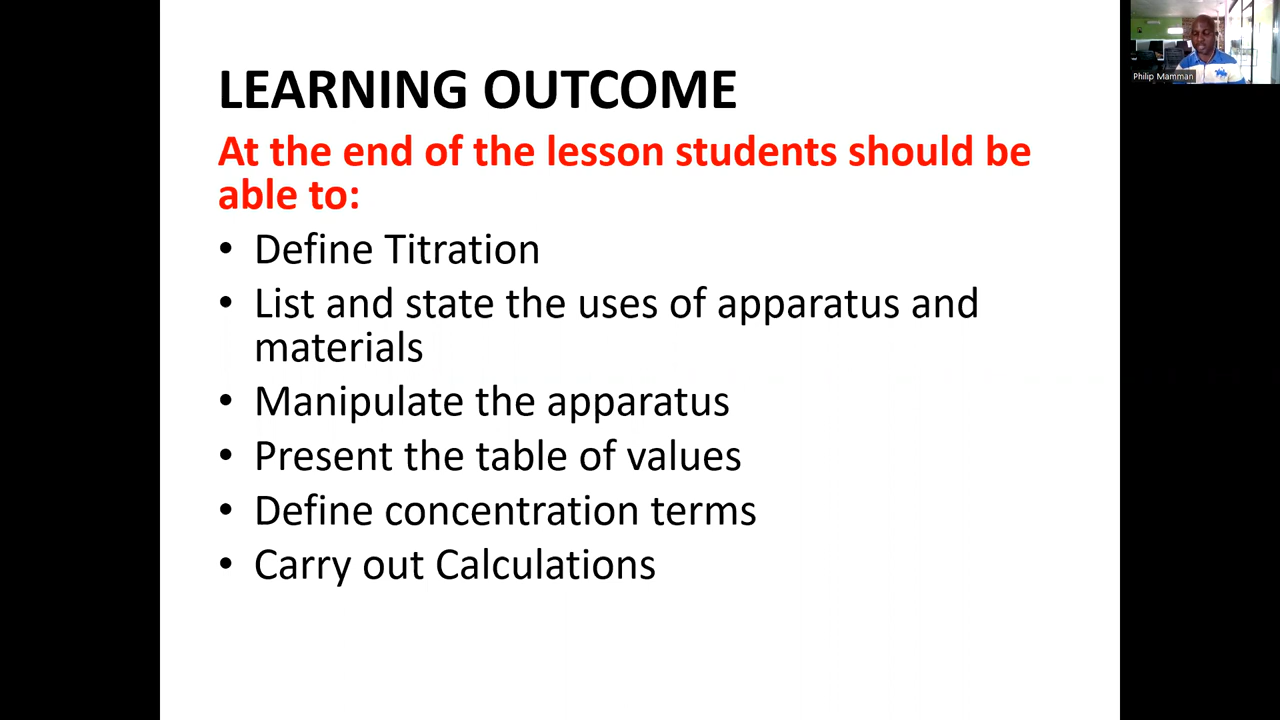 LEARNING OUTCOME
At the end of the lesson students should be
able to:
• Define Titration
• List and state the uses of apparatus and
materials
• Manipulate the apparatus
• Present the table of values
• Define concentration terms
• Carry out Calculations
Philip Mamman